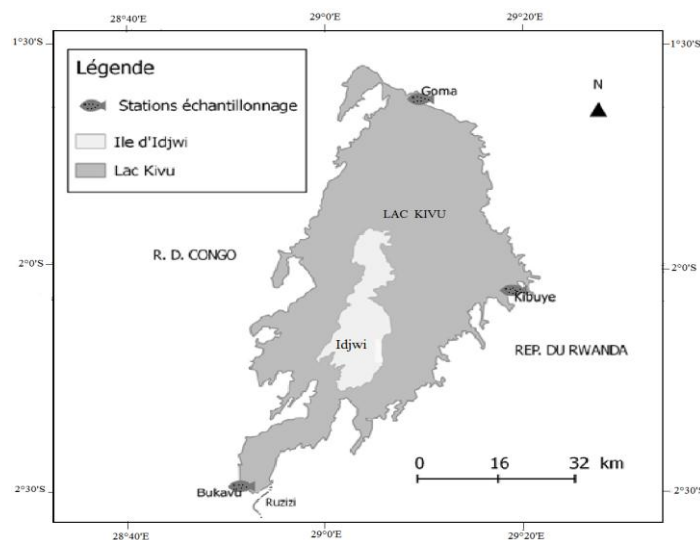 28°40'E
29°0'E
29°20'E
1°30'S
1°30'S
Légende
Stations échantillonnage
Ile d'Idjwi
Lac Kivu
Goma
N
LAC KIVU
R. D. CONGO
2°0'S
2°0'S
Kibuye
Idjwi
REP. DU RWANDA
0 16 32 km
Bukavu
Ruzizi
2°30'S
2°30'S
28°40'E
29°0'E
29°20'E